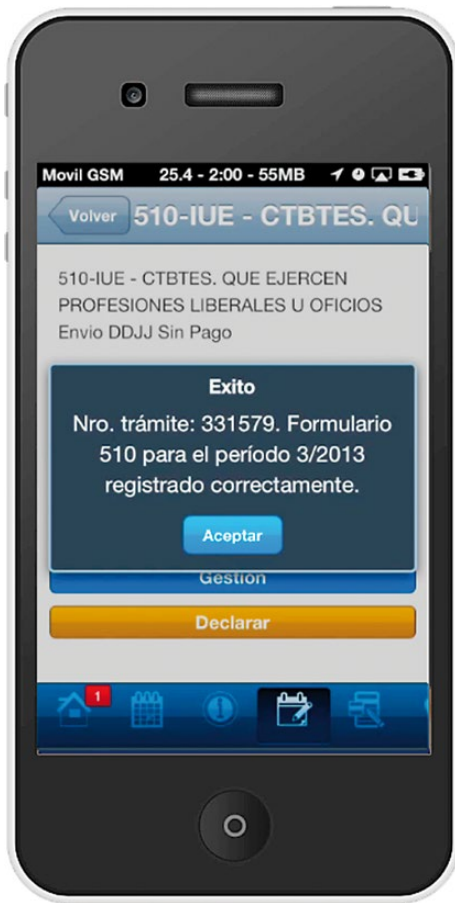 Movil GSM 25.4 - 2:00 - 55MB
Volver 510-IUE - CTBTES. QU
510-IUE - CTBTES. QUE EJERCEN
PROFESIONES LIBERALES U OFICIOS
Envio DDJJ Sin Pago
Exito
Nro. trámite: 331579. Formulario
510 para el período 3/2013
registrado correctamente.
Aceptar
Gestión
Declarar
1